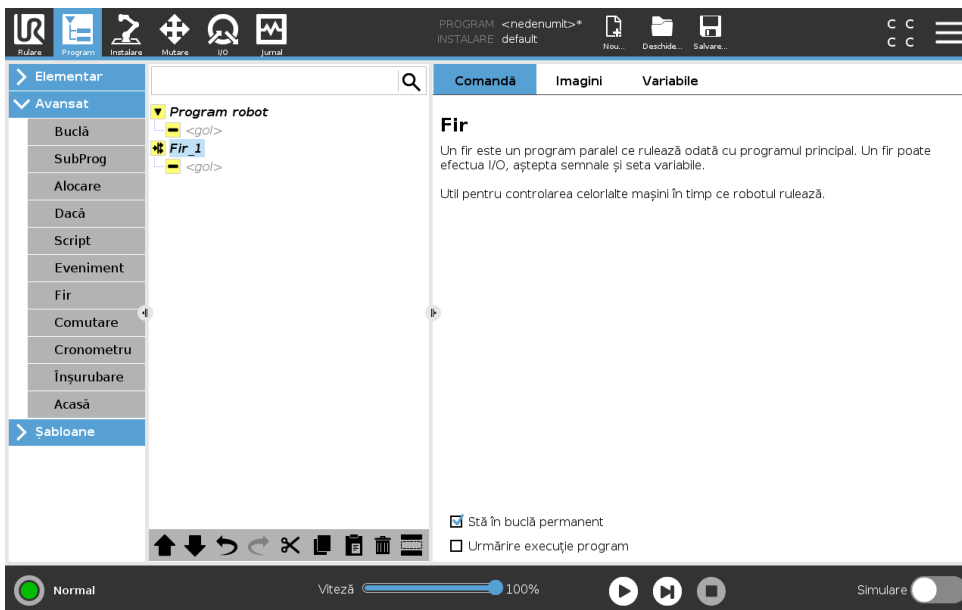 PROGRAM <nedenumit>*
INSTALARE default
Rulare
Program
Instalare
Mutare
I/O
Jurnal
Nou...
Deschide...
Salvare...
C C
C C
Elementar
Avansat
Buclă
SubProg
Alocare
Dacă
Script
Eveniment
Fir
Comutare
Cronometru
Înșurubare
Acasă
Șabloane
Program robot
<gol>
Fir_1
<gol>
Comandă Imagini Variabile
Fir
Un fir este un program paralel ce rulează odată cu programul principal. Un fir poate
efectua I/O, aștepta semnale și seta variabile.
Util pentru controlarea celorlalte mașini în timp ce robotul rulează.
Stă în buclă permanent
Urmărire execuție program
Normal
Viteză 100%
Simulare